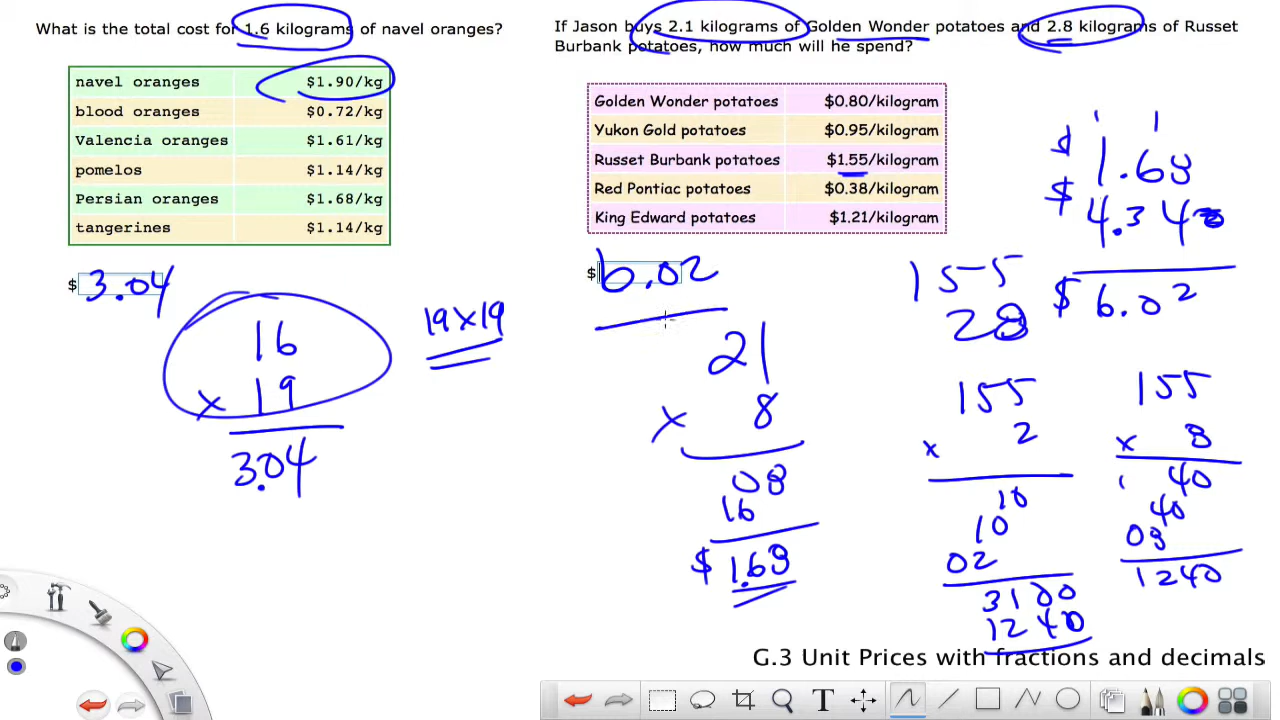 What is the total cost for 1.6 kilograms of navel oranges?
navel oranges $1.90/kg
blood oranges $0.72/kg
Valencia oranges $1.61/kg
pomelos $1.14/kg
Persian oranges $1.68/kg
tangerines $1.14/kg
$ 3.04
16
x 19
3.04
19x19
If Jason buys 2.1 kilograms of Golden Wonder potatoes and 2.8 kilograms of Russet
Burbank potatoes, how much will he spend?
Golden Wonder potatoes $0.80/kilogram
Yukon Gold potatoes $0.95/kilogram
Russet Burbank potatoes $1.55/kilogram
Red Pontiac potatoes $0.38/kilogram
King Edward potatoes $1.21/kilogram
$ 6.02
21
x 8
08
16
$ 1.68
155
28
155
x 2
10
10
02
3100
1240
155
x 8
40
40
08
1240
1 1
$ 1.68
$ 4.34
$ 6.02
G.3 Unit Prices with fractions and decimals
T